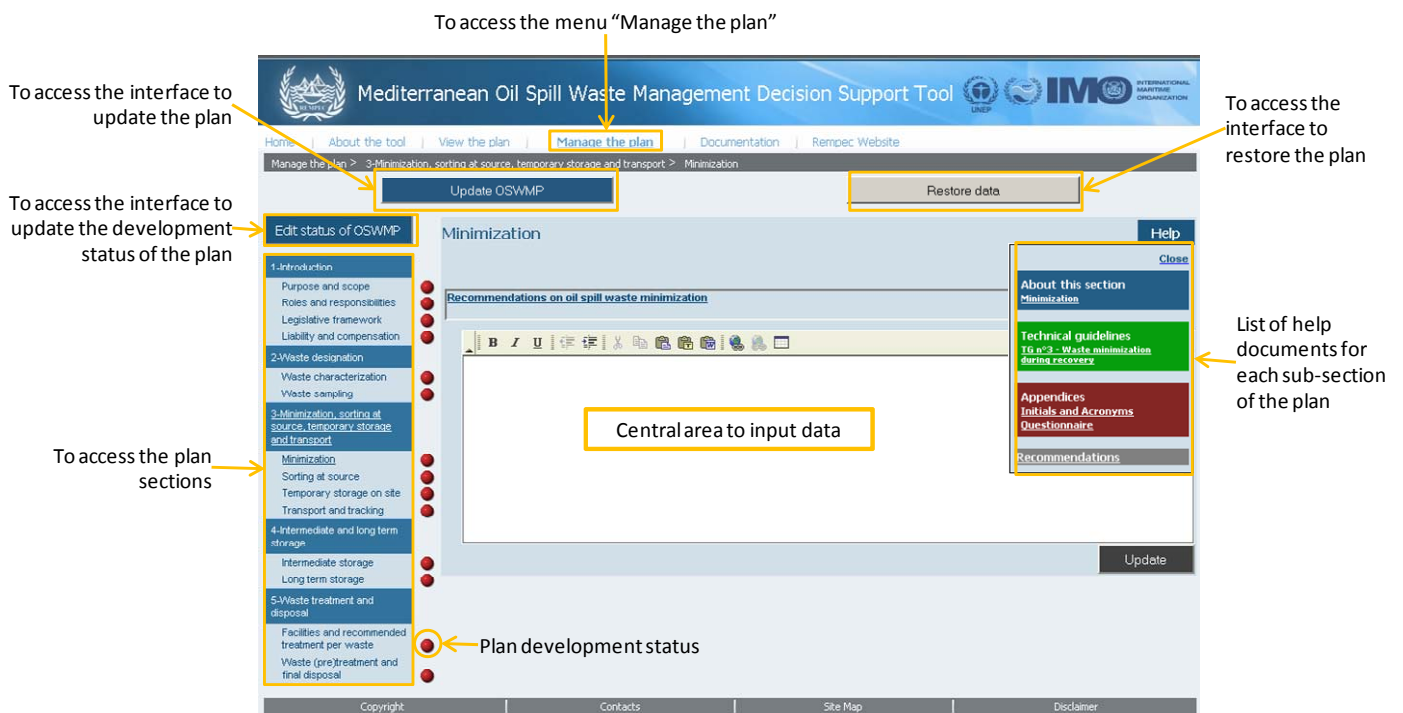 To access the menu “Manage the plan”
To access the interface to
update the plan
To access the interface to
update the development
status of the plan
To access the plan
sections
REMPEC
Mediterranean Oil Spill Waste Management Decision Support Tool
UNEP
IMO
INTERNATIONAL
MARITIME
ORGANIZATION
Home | About the tool | View the plan | Manage the plan | Documentation | Rempec Website
Manage the plan > 3-Minimization, sorting at source, temporary storage and transport > Minimization
Update OSWMP
Restore data
Edit status of OSWMP
1-Introduction
Purpose and scope
Roles and responsibilities
Legislative framework
Liability and compensation
2-Waste designation
Waste characterization
Waste sampling
3-Minimization, sorting at
source, temporary storage
and transport
Minimization
Sorting at source
Temporary storage on site
Transport and tracking
4-Intermediate and long term
storage
Intermediate storage
Long term storage
5-Waste treatment and
disposal
Facilities and recommended
treatment per waste
Waste (pre)treatment and
final disposal
Minimization
Recommendations on oil spill waste minimization
B I U
Central area to input data
Update
Plan development status
Help
Close
About this section
Minimization
Technical guidelines
TG n°3 - Waste minimization
during recovery
Appendices
Initials and Acronyms
Questionnaire
Recommendations
To access the
interface to
restore the plan
List of help
documents for
each sub-section
of the plan
Copyright | Contacts | Site Map | Disclaimer